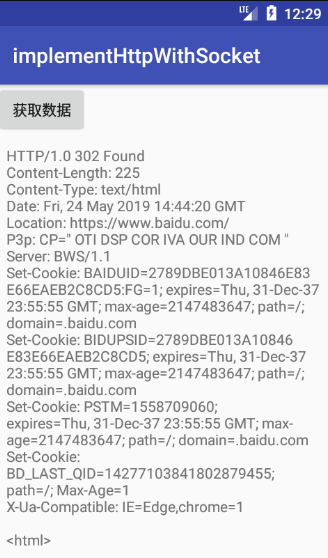 LTE 12:29
implementHttpWithSocket
获取数据
HTTP/1.0 302 Found
Content-Length: 225
Content-Type: text/html
Date: Fri, 24 May 2019 14:44:20 GMT
Location: https://www.baidu.com/
P3p: CP=" OTI DSP COR IVA OUR IND COM "
Server: BWS/1.1
Set-Cookie: BAIDUID=2789DBE013A10846E83
E66EAEB2C8CD5:FG=1; expires=Thu, 31-Dec-37
23:55:55 GMT; max-age=2147483647; path=/;
domain=.baidu.com
Set-Cookie: BIDUPSID=2789DBE013A10846
E83E66EAEB2C8CD5; expires=Thu, 31-Dec-37
23:55:55 GMT; max-age=2147483647; path=/;
domain=.baidu.com
Set-Cookie: PSTM=1558709060;
expires=Thu, 31-Dec-37 23:55:55 GMT; max-
age=2147483647; path=/; domain=.baidu.com
Set-Cookie:
BD_LAST_QID=14277103841802879455;
path=/; Max-Age=1
X-Ua-Compatible: IE=Edge,chrome=1
<html>